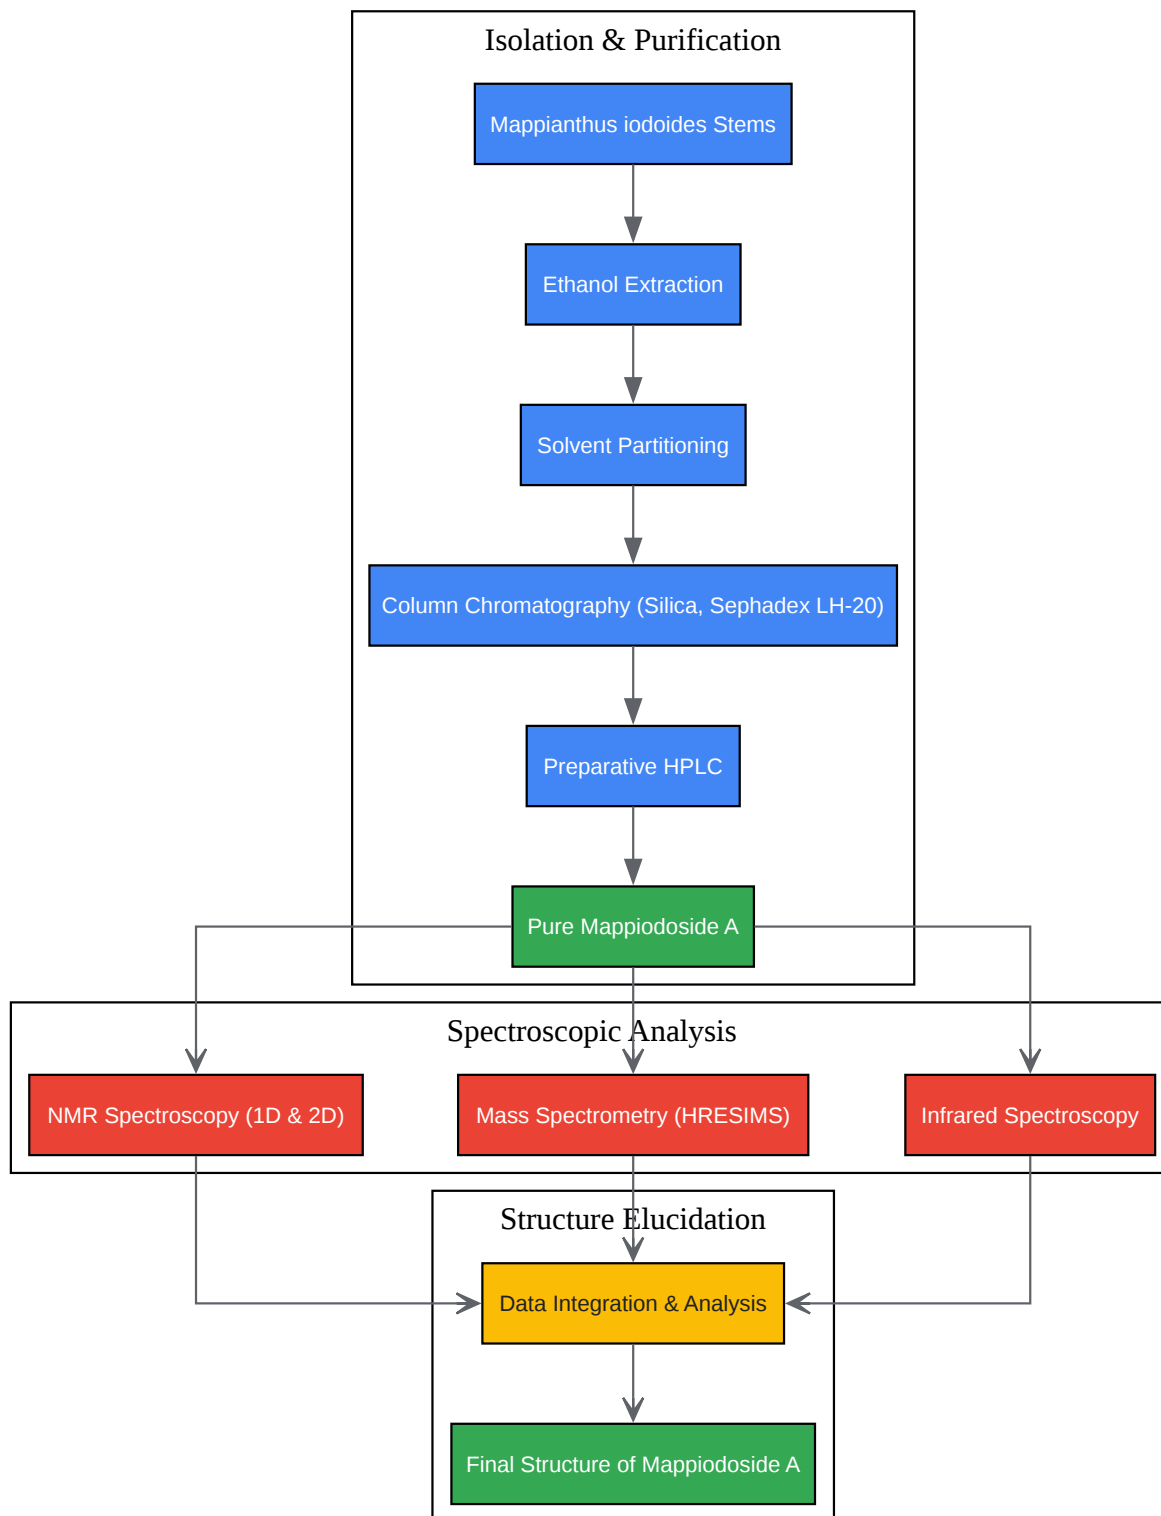 Isolation & Purification
Mappianthus iodoides Stems
Ethanol Extraction
Solvent Partitioning
Column Chromatography (Silica, Sephadex LH-20)
Preparative HPLC
Pure Mappiodoside A
Spectroscopic Analysis
NMR Spectroscopy (1D & 2D)
Mass Spectrometry (HRESIMS)
Infrared Spectroscopy
Structure Elucidation
Data Integration & Analysis
Final Structure of Mappiodoside A